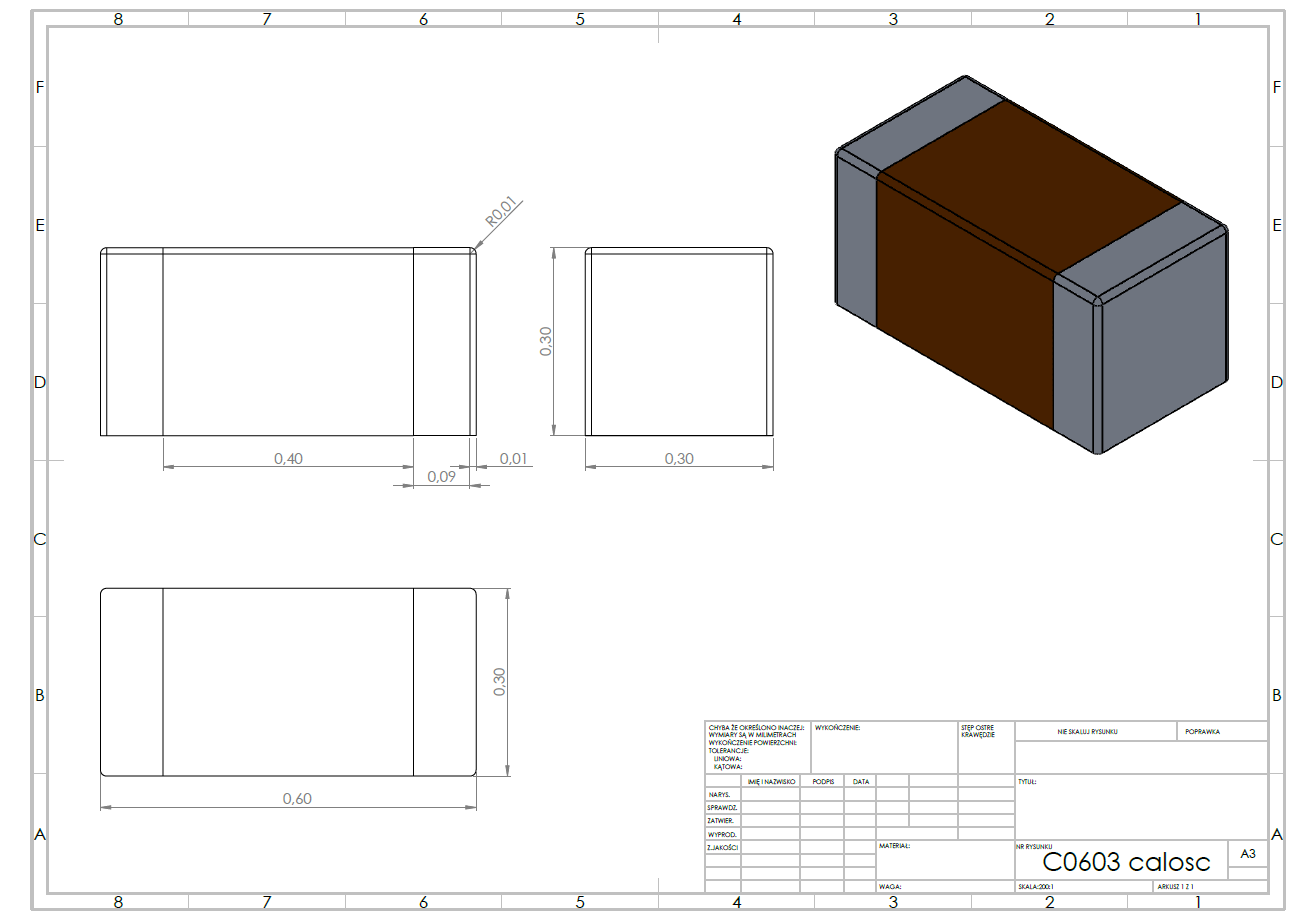 8 7 6 5 4 3 2 1
F F
E E
D D
C C
B B
A A
R0,01
0,30
0,40
0,01
0,09
0,30
0,30
0,60
CHYBA ŻE OKREŚLONO INACZEJ:
WYMIARY SĄ W MILIMETRACH
WYKOŃCZENIE POWIERZCHNI:
TOLERANCJE:
LINIOWA:
KĄTOWA:
WYKOŃCZENIE:
STĘP OSTRE
KRAWĘDZIE
NIE SKALUJ RYSUNKU
POPRAWKA
IMIĘ I NAZWISKO PODPIS DATA
NARYS.
SPRAWDZ.
ZATWIER.
WYPROD.
Z.JAKOŚCI
TYTUŁ:
MATERIAŁ:
NR RYSUNKU
C0603 calosc
A3
WAGA:
SKALA:200:1
ARKUSZ 1 Z 1
8 7 6 5 4 3 2 1